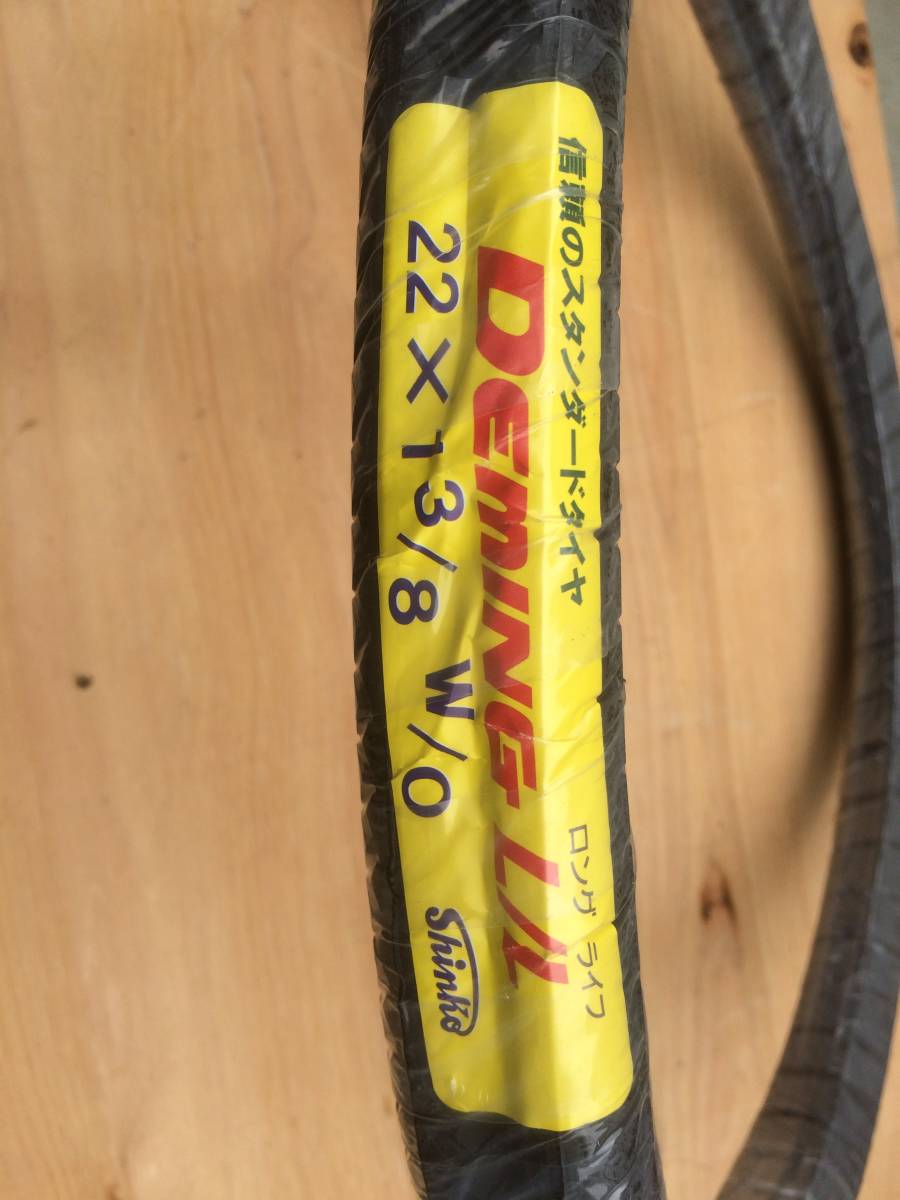 信頼のスタンダードタイヤ
ロング ライフ
DEMING L/L
22×13/8 W/O
Shinko